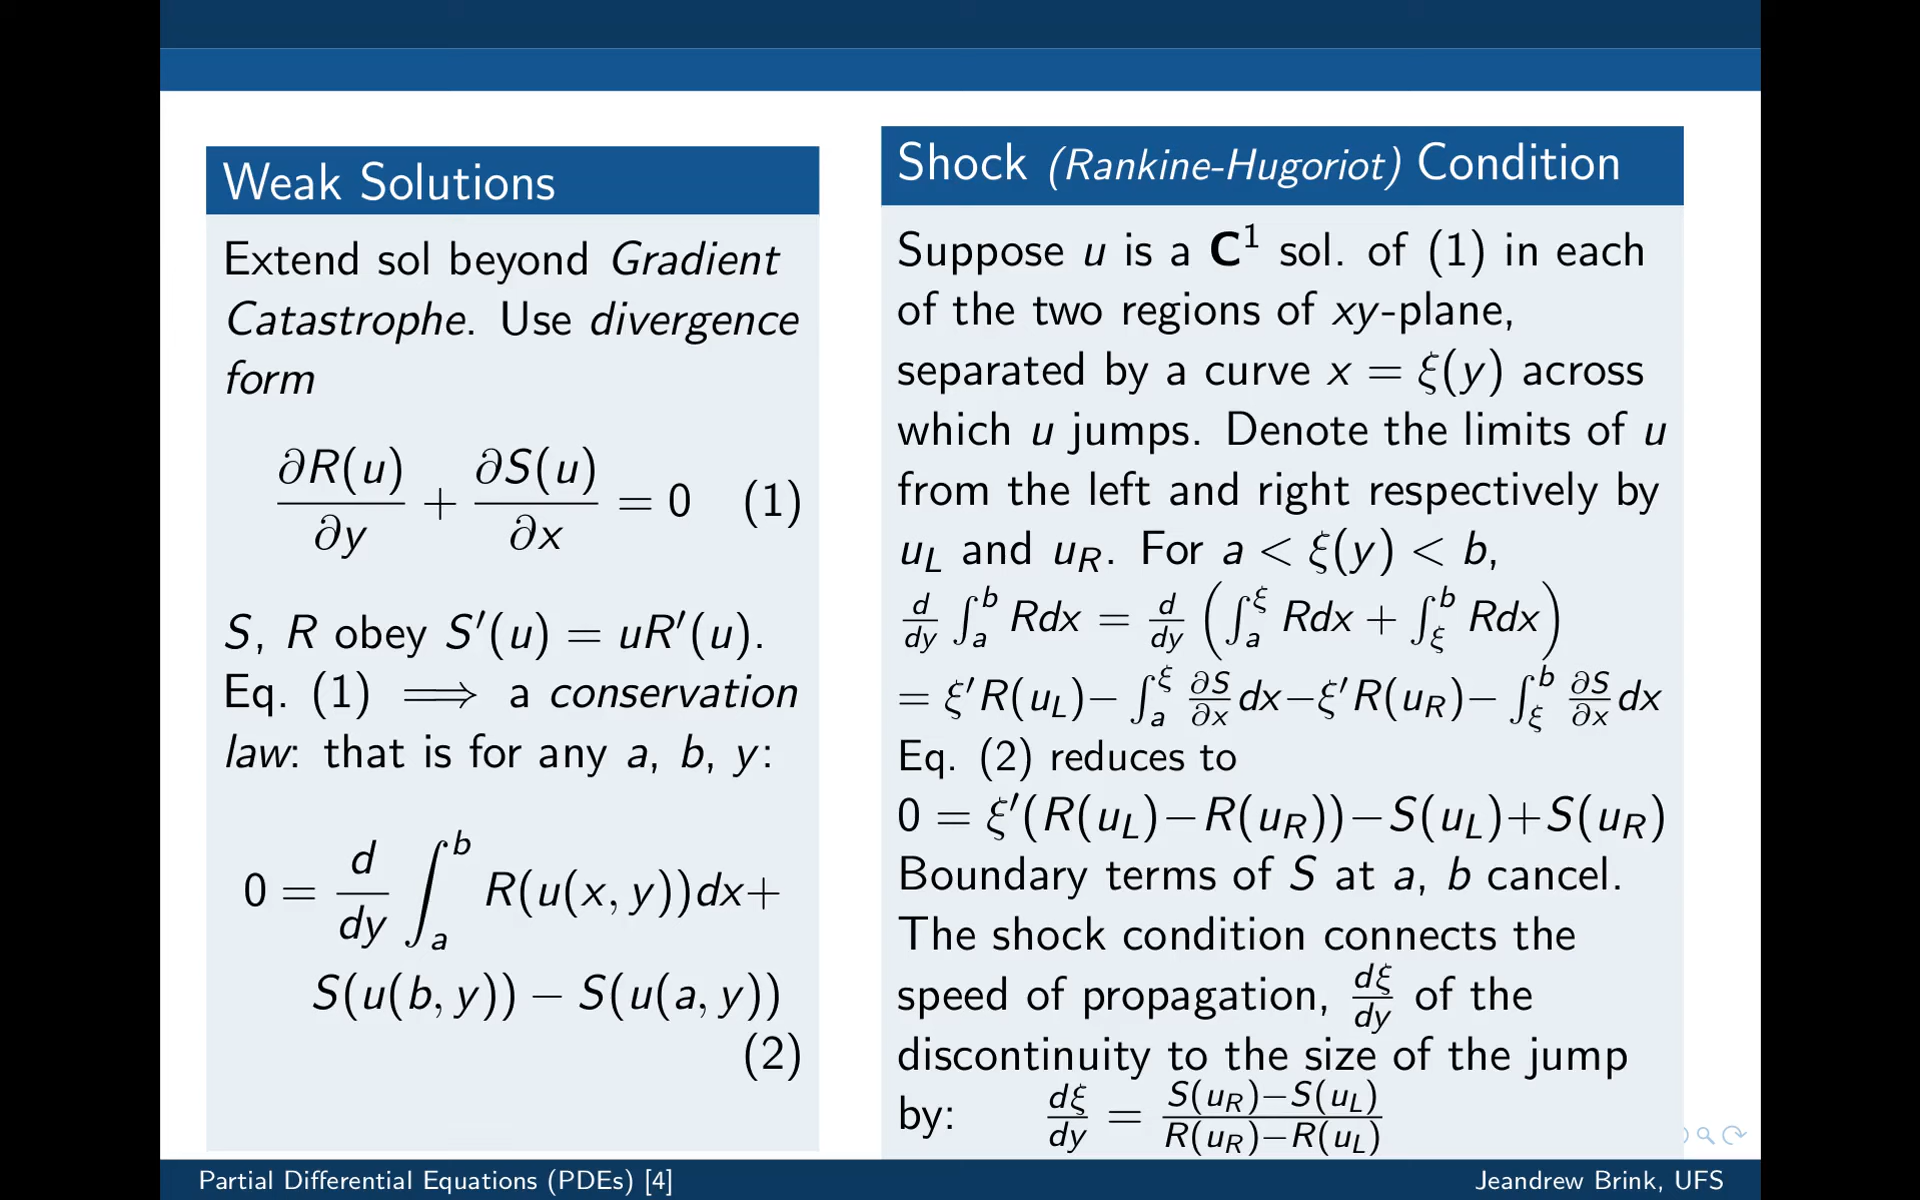 Weak Solutions
Extend sol beyond Gradient
Catastrophe. Use divergence
form
∂R(u)/∂y + ∂S(u)/∂x = 0 (1)
S, R obey S′(u) = uR′(u).
Eq. (1) ⟹ a conservation
law: that is for any a, b, y:
0 = d/dy ∫_a^b R(u(x, y))dx+
S(u(b, y)) − S(u(a, y))
(2)
Shock (Rankine-Hugoriot) Condition
Suppose u is a C¹ sol. of (1) in each
of the two regions of xy-plane,
separated by a curve x = ξ(y) across
which u jumps. Denote the limits of u
from the left and right respectively by
u_L and u_R. For a < ξ(y) < b,
d/dy ∫_a^b Rdx = d/dy (∫_a^ξ Rdx + ∫_ξ^b Rdx)
= ξ′R(u_L)− ∫_a^ξ ∂S/∂x dx−ξ′R(u_R)− ∫_ξ^b ∂S/∂x dx
Eq. (2) reduces to
0 = ξ′(R(u_L)−R(u_R))−S(u_L)+S(u_R)
Boundary terms of S at a, b cancel.
The shock condition connects the
speed of propagation, dξ/dy of the
discontinuity to the size of the jump
by: dξ/dy = S(u_R)−S(u_L)/R(u_R)−R(u_L)
Partial Differential Equations (PDEs) [4]
Jeandrew Brink, UFS